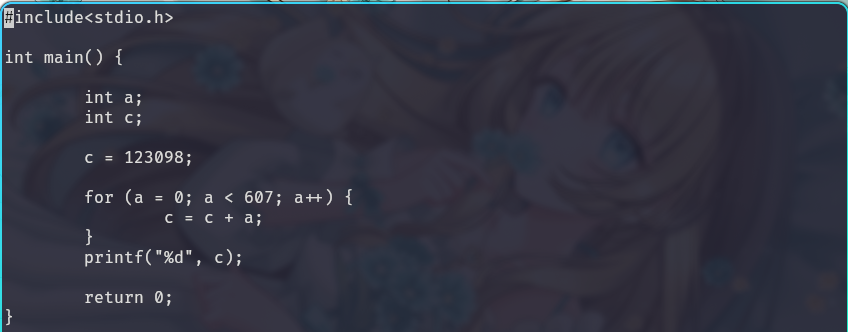 #include<stdio.h>
int main() {
int a;
int c;
c = 123098;
for (a = 0; a < 607; a++) {
c = c + a;
}
printf("%d", c);
return 0;
}